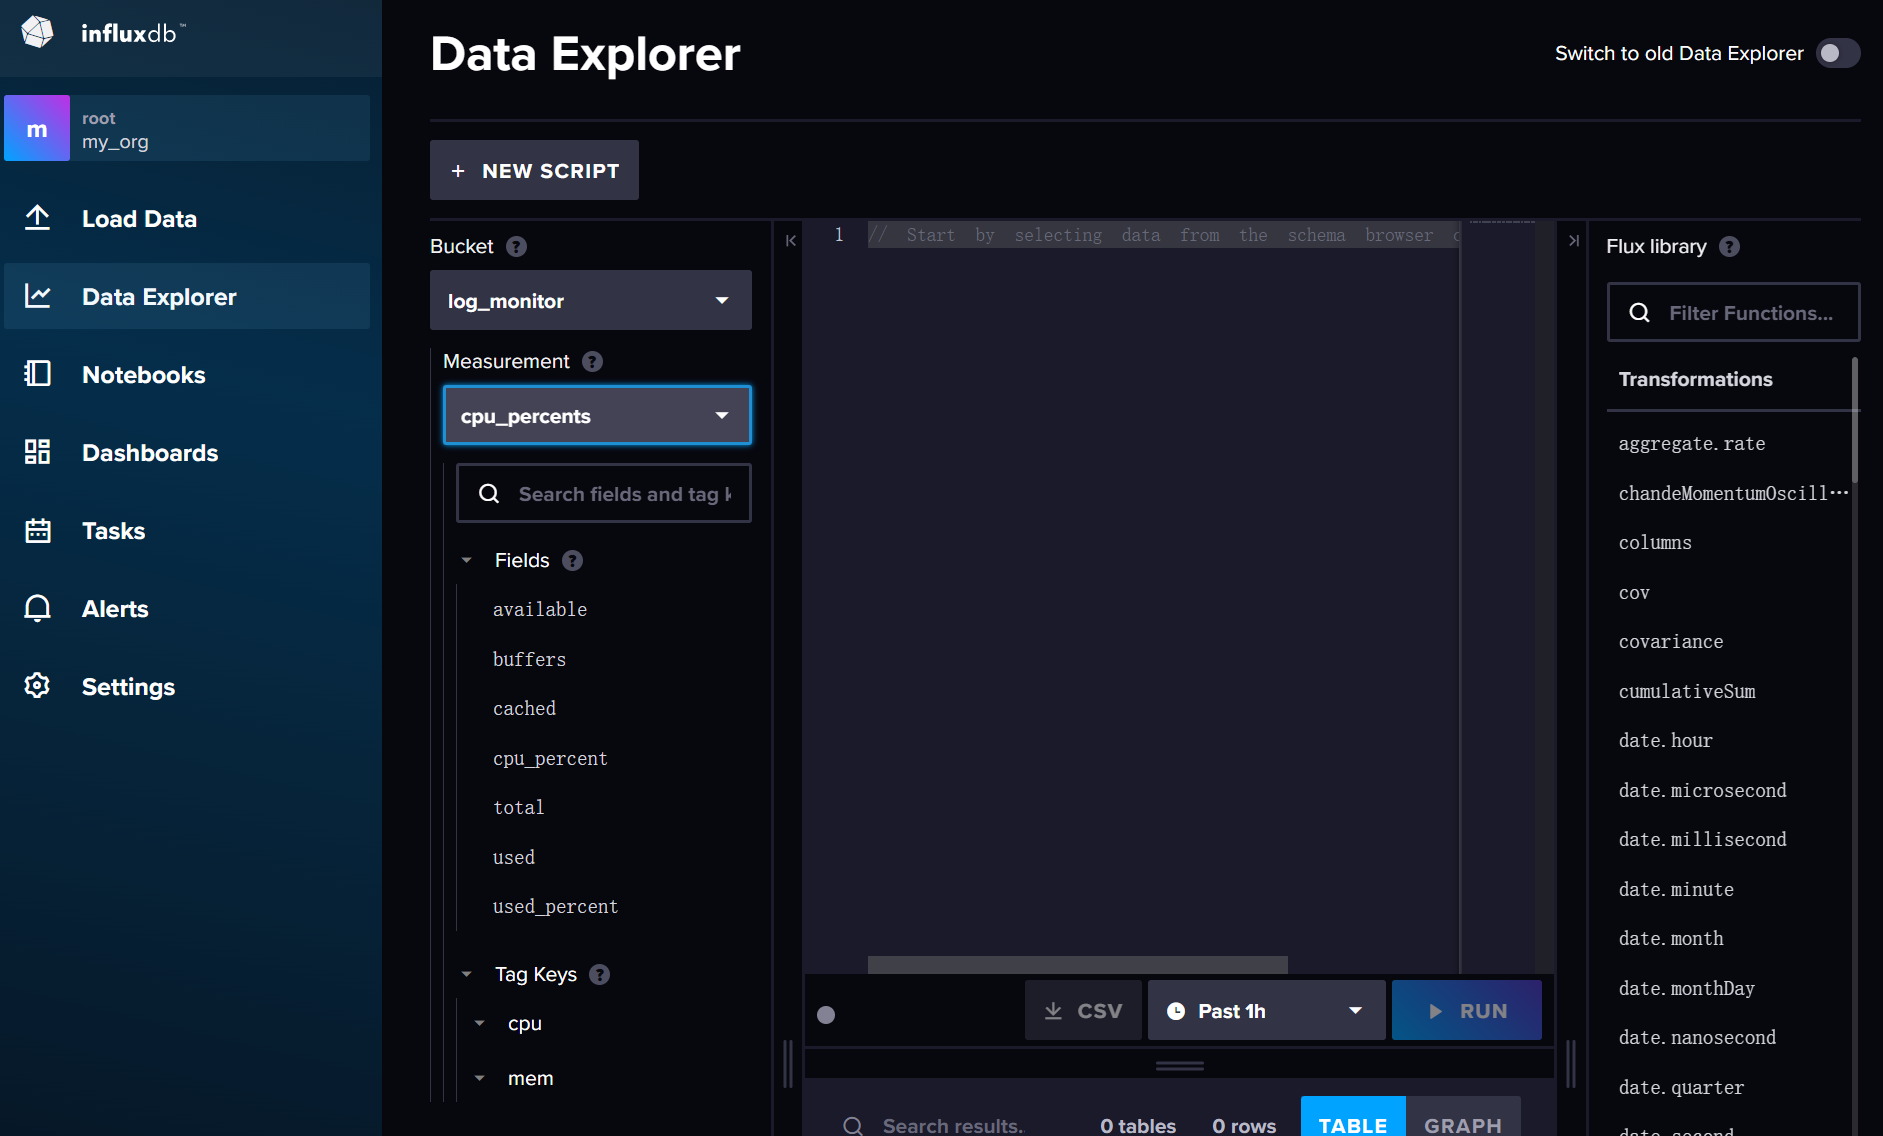 influxdb™
m
root
my_org
Load Data
Data Explorer
Notebooks
Dashboards
Tasks
Alerts
Settings
Data Explorer
Switch to old Data Explorer
+ NEW SCRIPT
Bucket ?
log_monitor
Measurement ?
cpu_percents
Search fields and tag k
Fields ?
available
buffers
cached
cpu_percent
total
used
used_percent
Tag Keys ?
cpu
mem
1 // Start by selecting data from the schema browser
CSV
Past 1h
RUN
Search results..
0 tables
0 rows
TABLE
GRAPH
Flux library ?
Filter Functions...
Transformations
aggregate.rate
chandeMomentumOscill···
columns
cov
covariance
cumulativeSum
date.hour
date.microsecond
date.millisecond
date.minute
date.month
date.monthDay
date.nanosecond
date.quarter
date.second